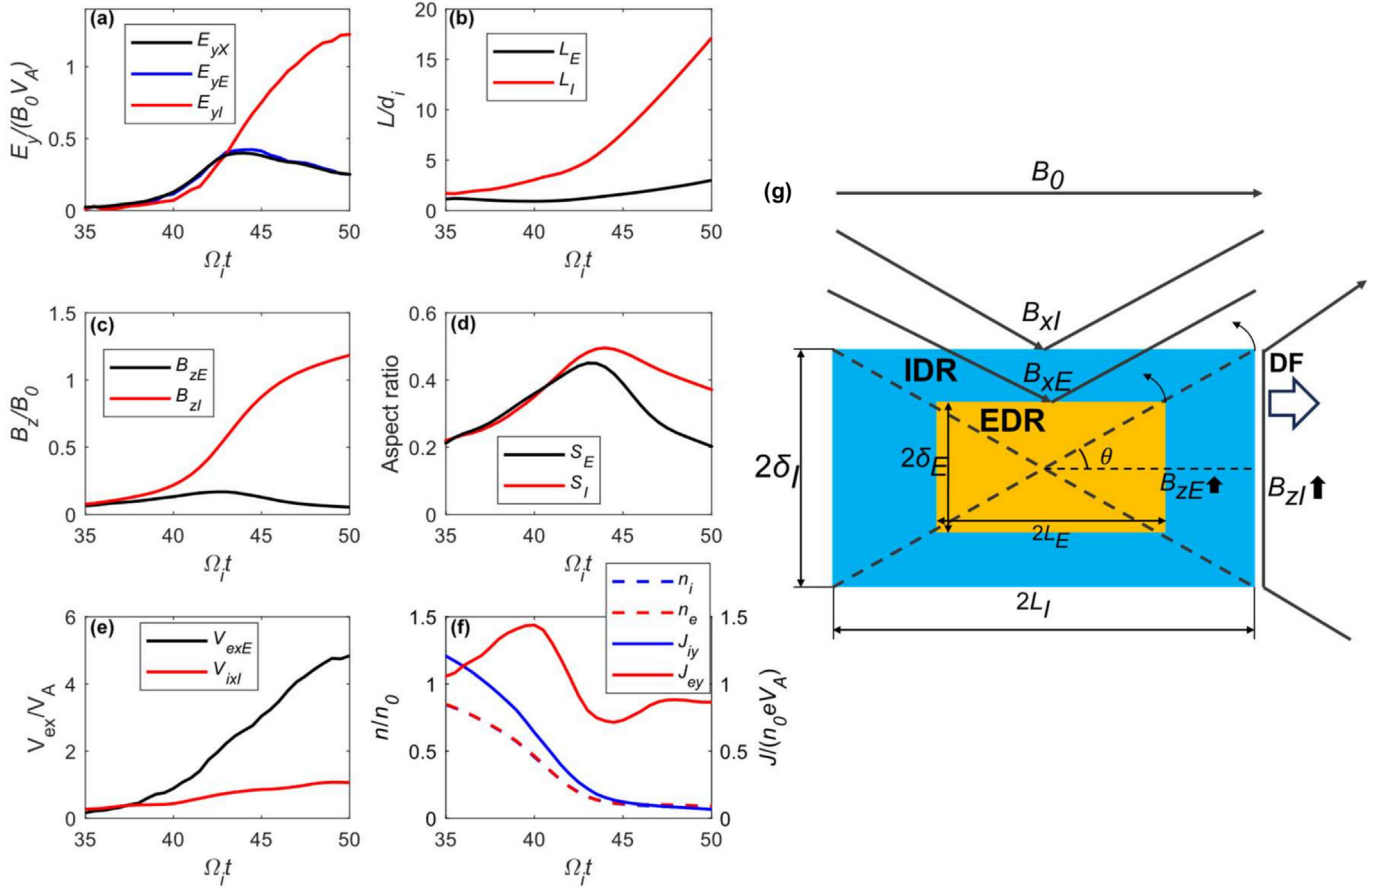 (a)
E_yX
E_yE
E_yI
E_y/(B_0V_A)
1
0.5
0
35 40 45 50
Ω_it
(b)
L_E
L_I
L/d_i
20
15
10
5
0
35 40 45 50
Ω_it
(c)
B_zE
B_zI
B_z/B_0
1.5
1
0.5
0
35 40 45 50
Ω_it
(d)
S_E
S_I
Aspect ratio
0.6
0.4
0.2
0
35 40 45 50
Ω_it
(e)
V_exE
V_ixI
V_ex/V_A
6
4
2
0
35 40 45 50
Ω_it
(f)
n_i
n_e
J_iy
J_ey
n/n_0
1.5
1
0.5
0
1.5
1
0.5
0
J/(n_0eV_A)
35 40 45 50
Ω_it
(g)
B_0
B_xI
IDR
B_xE
DF
EDR
2δ_I
2δ_E
θ
B_zE
B_zI
2L_E
2L_I